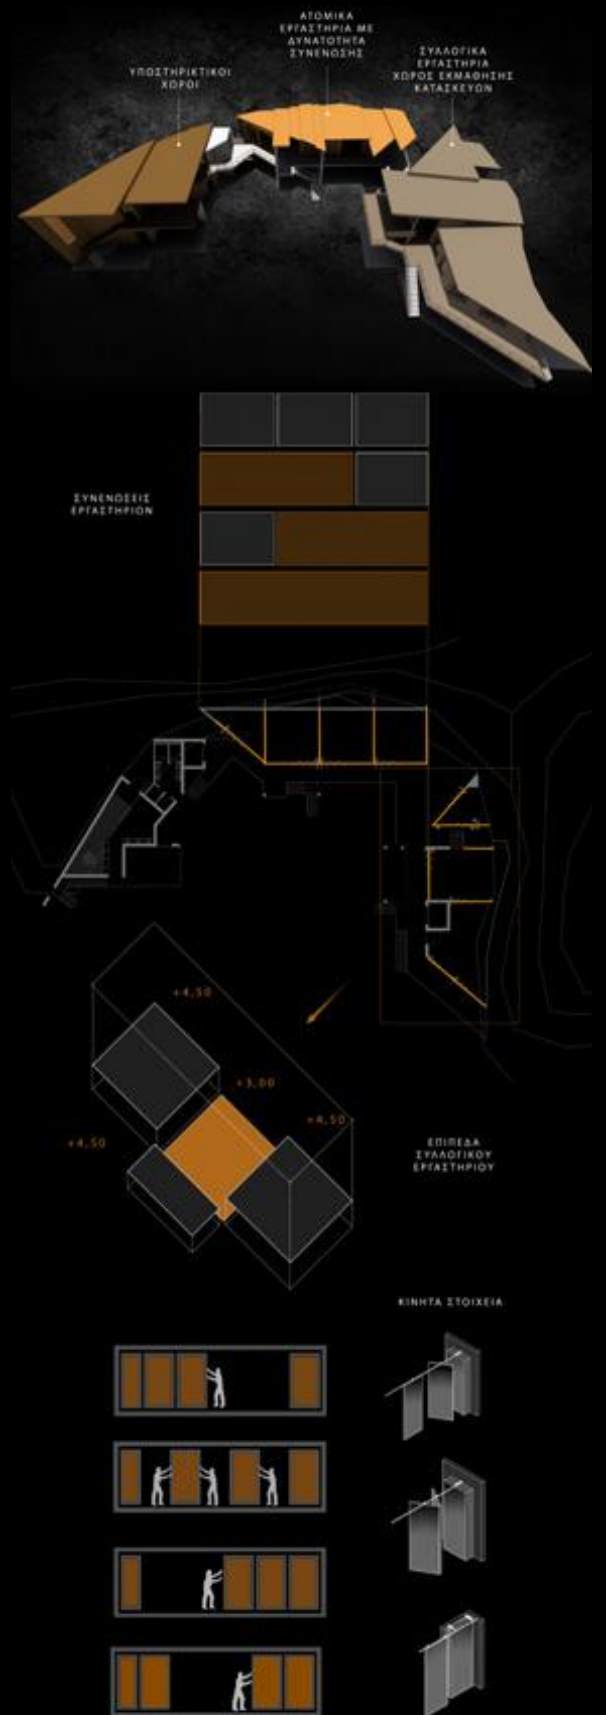 ΑΤΟΜΙΚΑ
ΕΡΓΑΣΤΗΡΙΑ ΜΕ
ΔΥΝΑΤΟΤΗΤΑ
ΣΥΝΕΝΩΣΗΣ
ΥΠΟΣΤΗΡΙΚΤΙΚΟΙ
ΧΩΡΟΙ
ΣΥΛΛΟΓΙΚΑ
ΕΡΓΑΣΤΗΡΙΑ
ΧΩΡΟΣ ΕΚΜΑΘΗΣΗΣ
ΚΑΤΑΣΚΕΥΩΝ
ΣΥΝΕΝΩΣΕΙΣ
ΕΡΓΑΣΤΗΡΙΩΝ
+4,50
+3,00
+4,50
+4,50
ΕΠΙΠΕΔΑ
ΣΥΛΛΟΓΙΚΟΥ
ΕΡΓΑΣΤΗΡΙΟΥ
ΚΙΝΗΤΑ ΣΤΟΙΧΕΙΑ